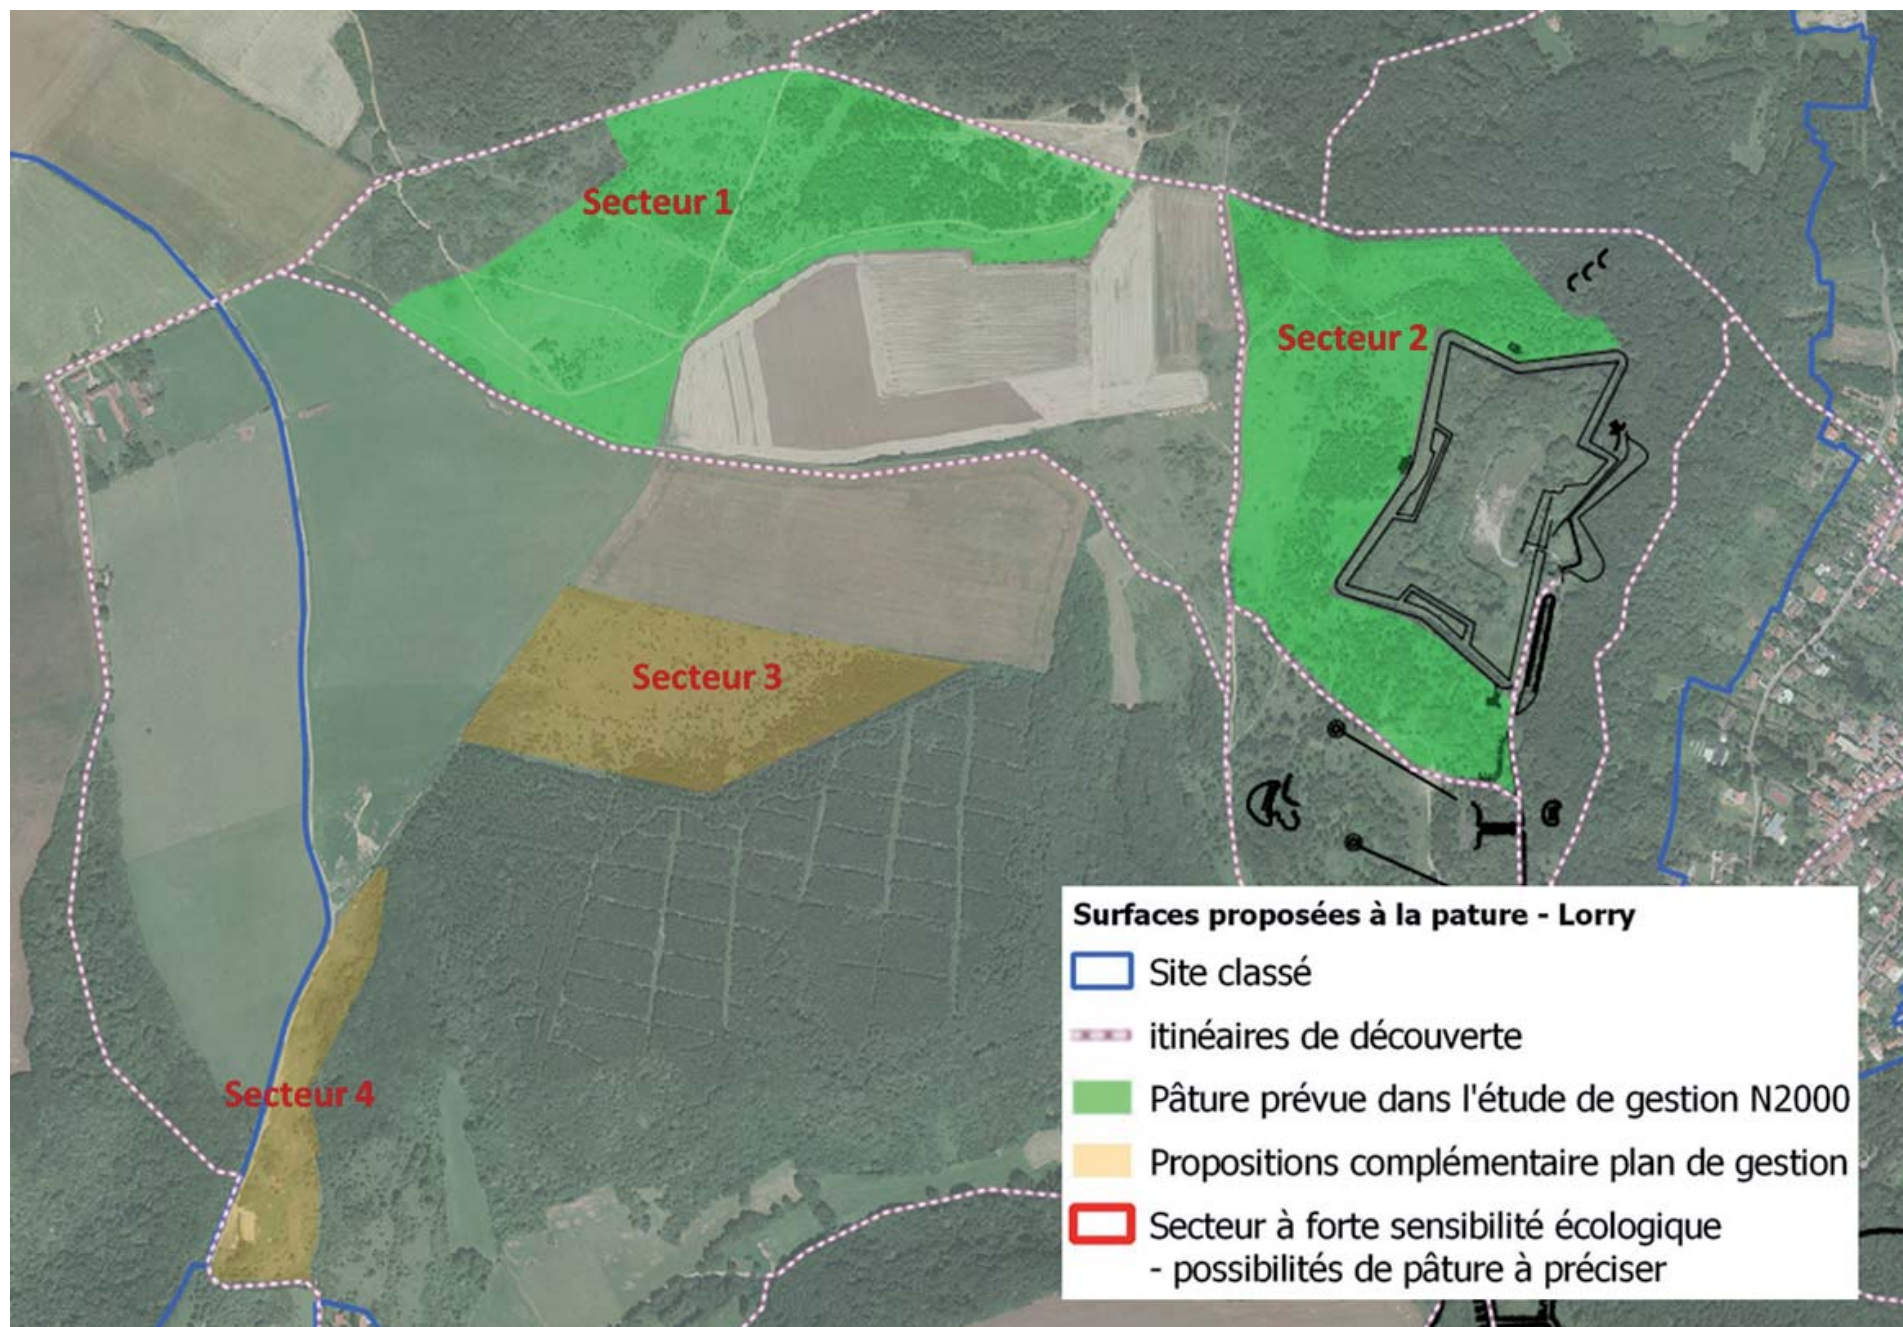 Secteur 1
Secteur 2
Secteur 3
Secteur 4
Surfaces proposées à la pature - Lorry
Site classé
itinéaires de découverte
Pâture prévue dans l'étude de gestion N2000
Propositions complémentaire plan de gestion
Secteur à forte sensibilité écologique
- possibilités de pâture à préciser